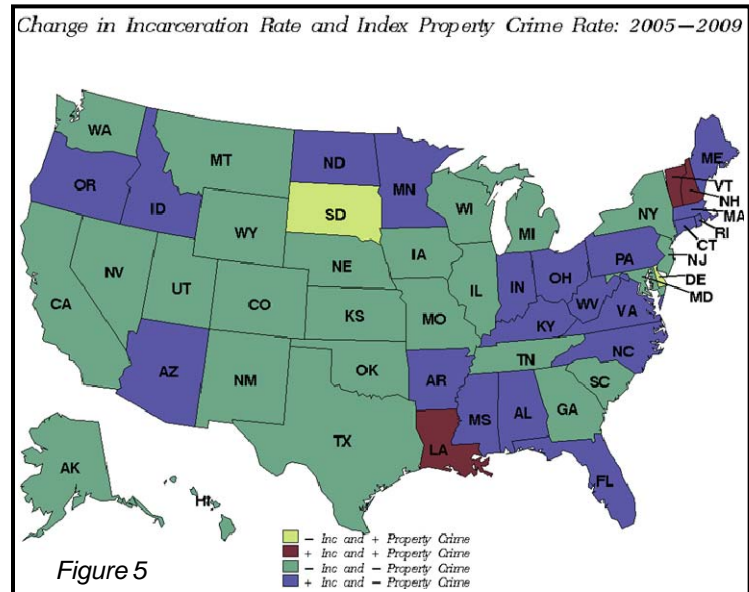 Change in Incarceration Rate and Index Property Crime Rate: 2005—2009
WA
MT
ND
MN
ME
VT
NH
MA
RI
CT
OR
ID
SD
WI
MI
NY
WY
NJ
DE
MD
IA
PA
NE
NV
UT
CO
IL
IN
OH
WV
VA
CA
KS
MO
KY
NC
TN
SC
AZ
NM
OK
AR
MS
AL
GA
TX
LA
FL
AK
HI
− Inc and + Property Crime
+ Inc and + Property Crime
− Inc and − Property Crime
+ Inc and − Property Crime
Figure 5